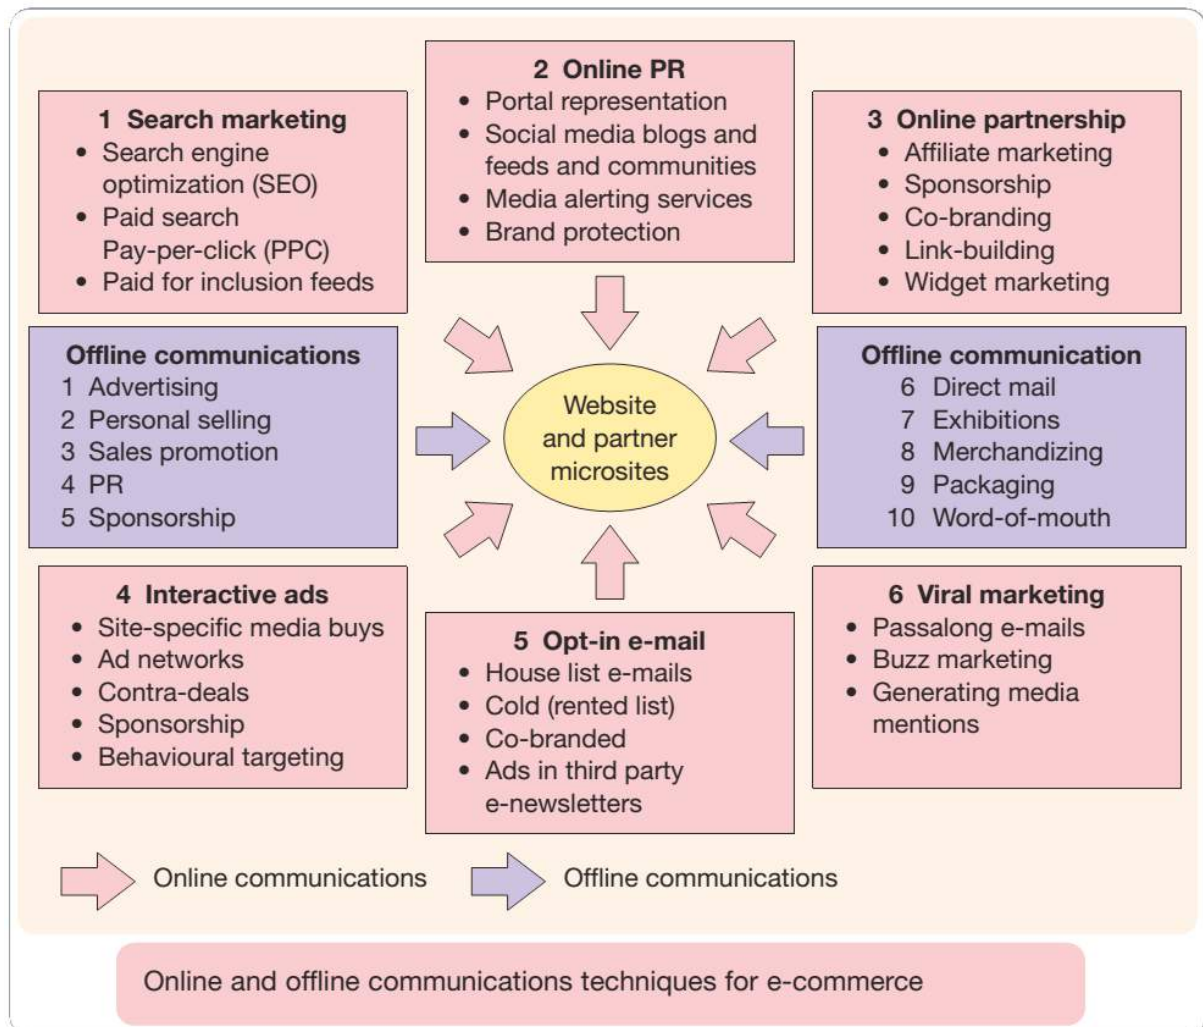 2 Online PR
• Portal representation
• Social media blogs and
feeds and communities
• Media alerting services
• Brand protection
1 Search marketing
• Search engine
optimization (SEO)
• Paid search
Pay-per-click (PPC)
• Paid for inclusion feeds
3 Online partnership
• Affiliate marketing
• Sponsorship
• Co-branding
• Link-building
• Widget marketing
Offline communications
1 Advertising
2 Personal selling
3 Sales promotion
4 PR
5 Sponsorship
Website
and partner
microsites
Offline communication
6 Direct mail
7 Exhibitions
8 Merchandizing
9 Packaging
10 Word-of-mouth
4 Interactive ads
• Site-specific media buys
• Ad networks
• Contra-deals
• Sponsorship
• Behavioural targeting
5 Opt-in e-mail
• House list e-mails
• Cold (rented list)
• Co-branded
• Ads in third party
e-newsletters
6 Viral marketing
• Passalong e-mails
• Buzz marketing
• Generating media
mentions
Online communications
Offline communications
Online and offline communications techniques for e-commerce